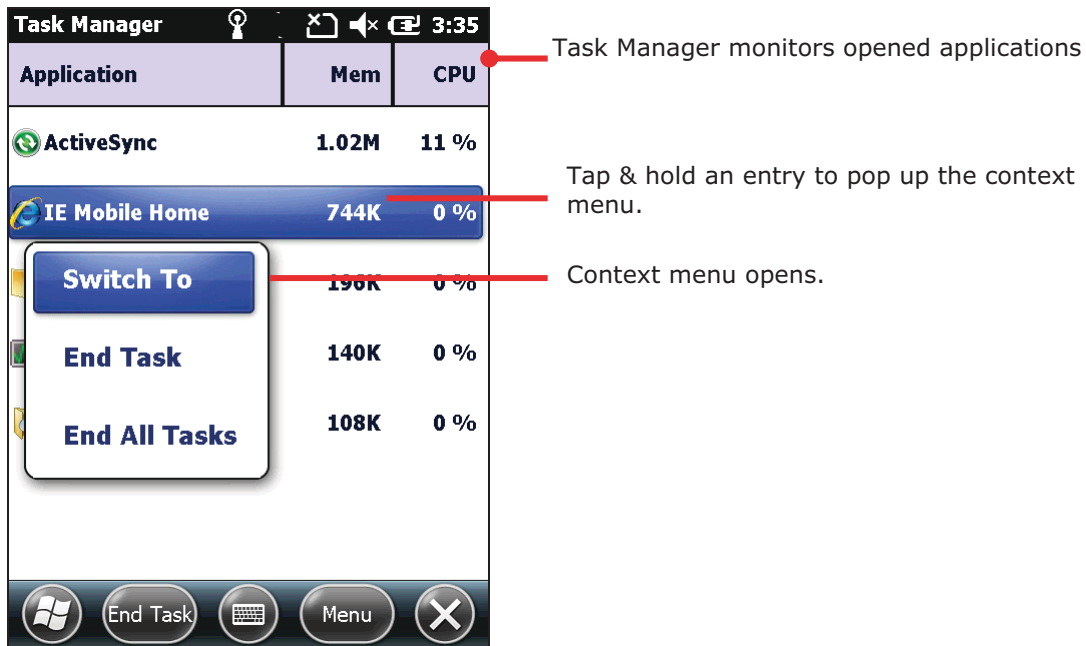 Task Manager 3:35
Application Mem CPU
ActiveSync 1.02M 11 %
IE Mobile Home 744K 0 %
196K 0 %
Switch To
140K 0 %
End Task
108K 0 %
End All Tasks
End Task Menu
Task Manager monitors opened applications
Tap & hold an entry to pop up the context
menu.
Context menu opens.